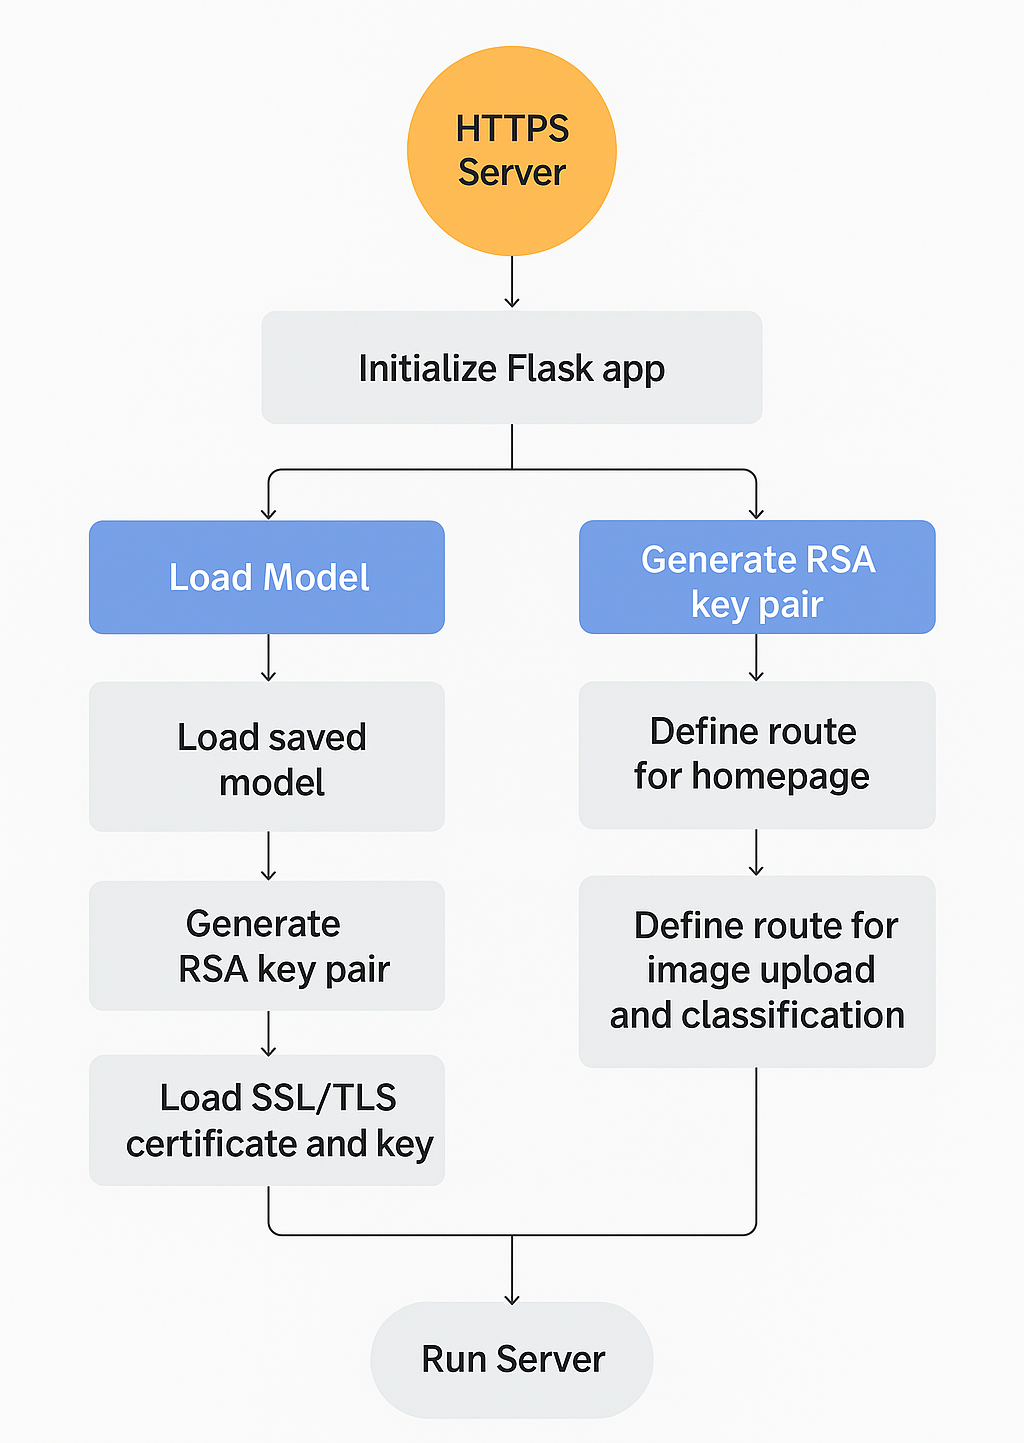 HTTPS
Server
Initialize Flask app
Load Model
Generate RSA
key pair
Load saved
model
Define route
for homepage
Generate
RSA key pair
Define route for
image upload
and classification
Load SSL/TLS
certificate and key
Run Server